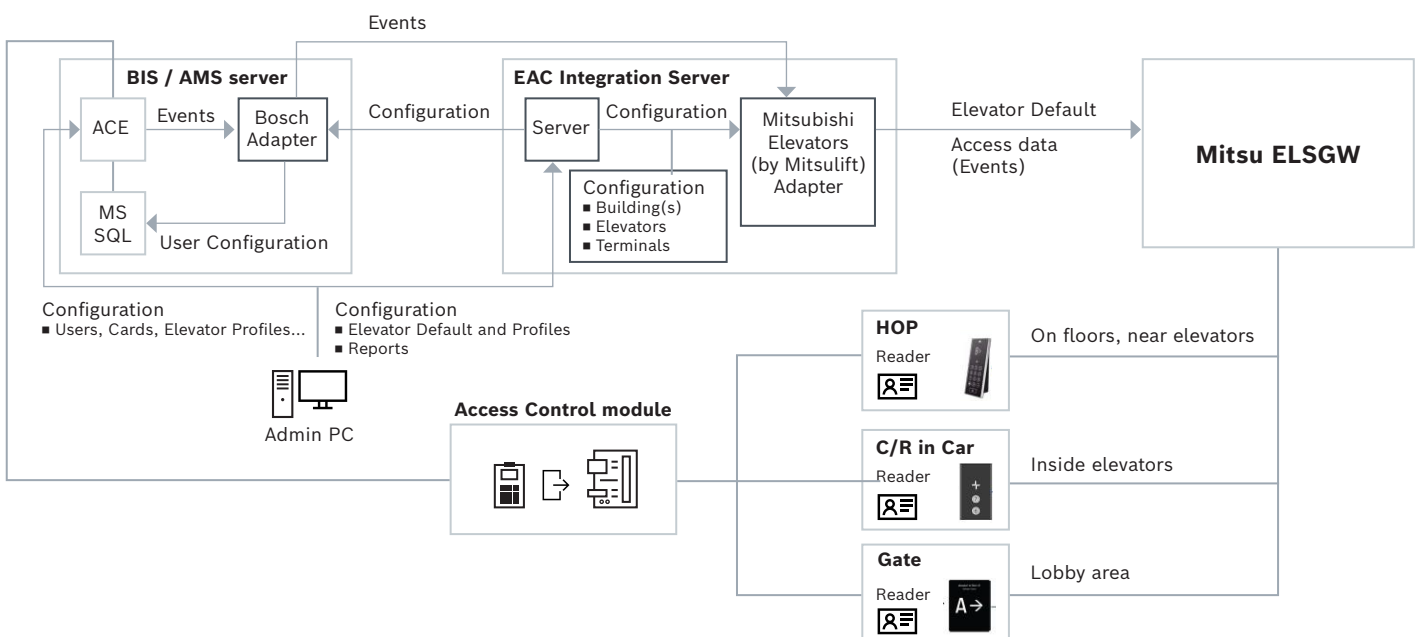 Events
BIS / AMS server
EAC Integration Server
ACE
Events
Bosch
Adapter
Configuration
Server
Configuration
Mitsubishi
Elevators
(by Mitsulift)
Adapter
Elevator Default
Access data
(Events)
Mitsu ELSGW
MS
SQL
User Configuration
Configuration
■ Building(s)
■ Elevators
■ Terminals
Configuration
■ Users, Cards, Elevator Profiles...
Configuration
■ Elevator Default and Profiles
■ Reports
Admin PC
Access Control module
HOP
Reader
On floors, near elevators
C/R in Car
Reader
Inside elevators
Gate
Reader
A→
Lobby area